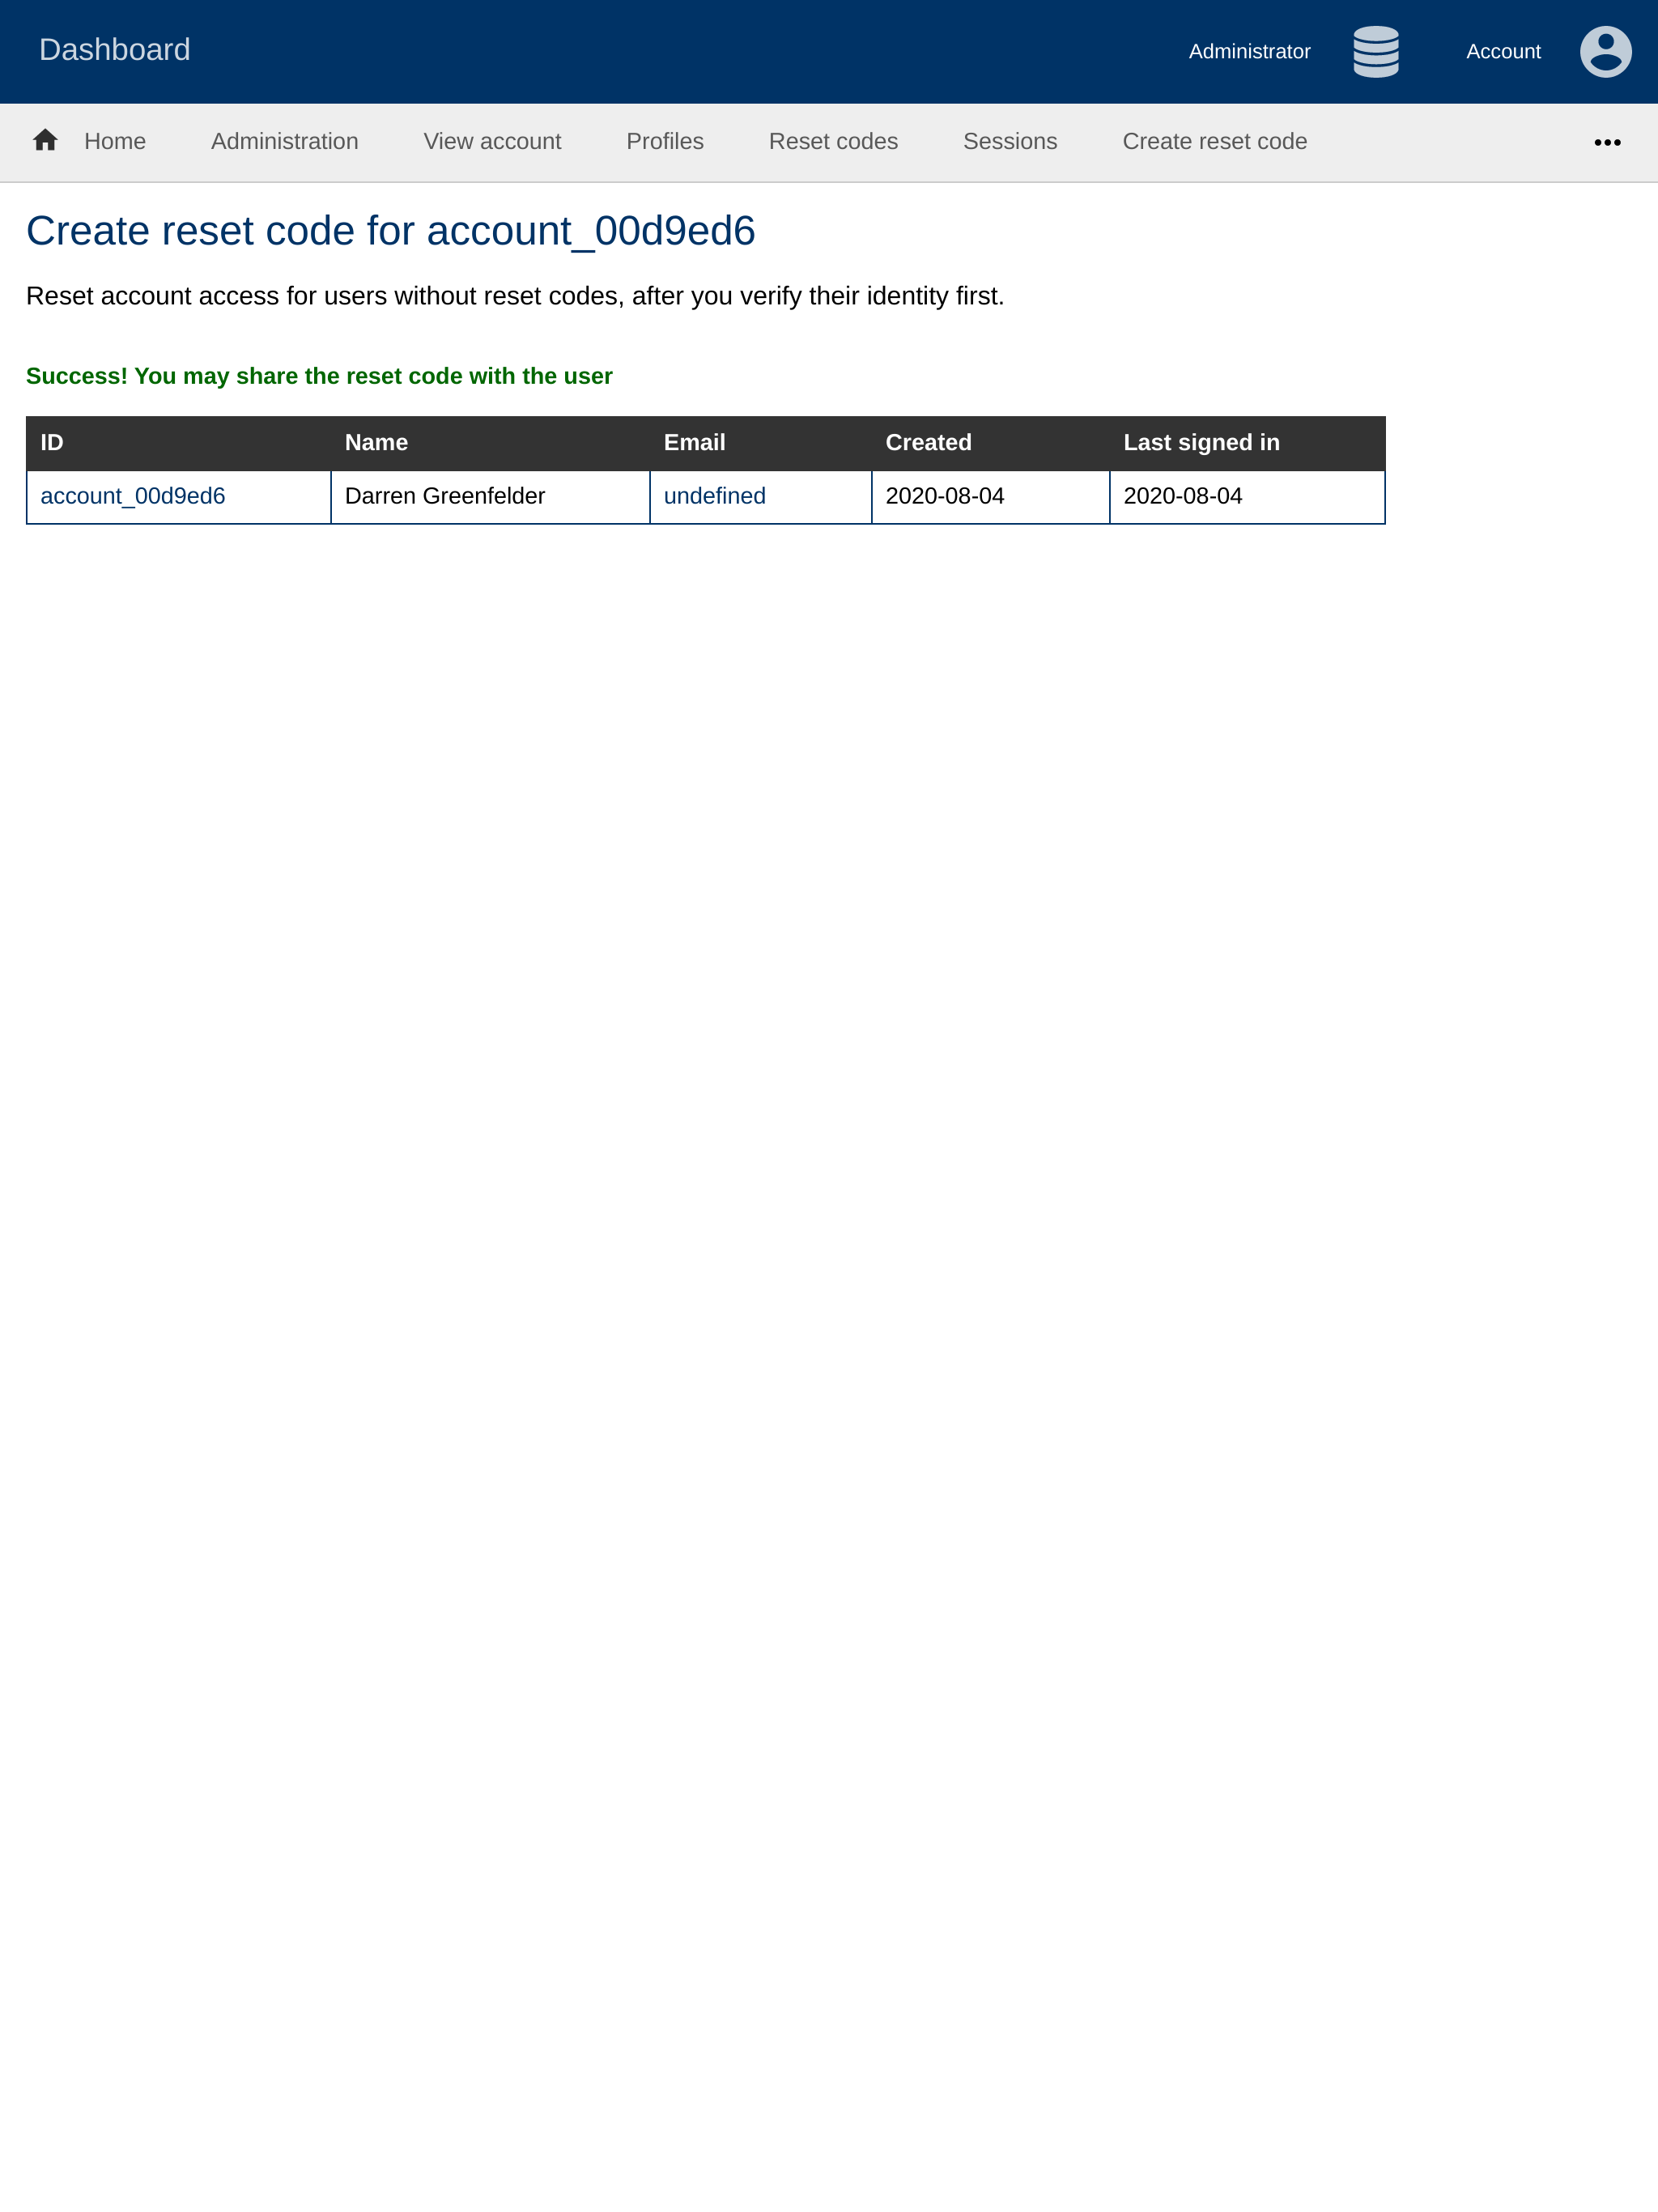 Dashboard
Administrator
Account
Home Administration View account Profiles Reset codes Sessions Create reset code
Create reset code for account_00d9ed6
Reset account access for users without reset codes, after you verify their identity first.
Success! You may share the reset code with the user
ID Name Email Created Last signed in
account_00d9ed6 Darren Greenfelder undefined 2020-08-04 2020-08-04